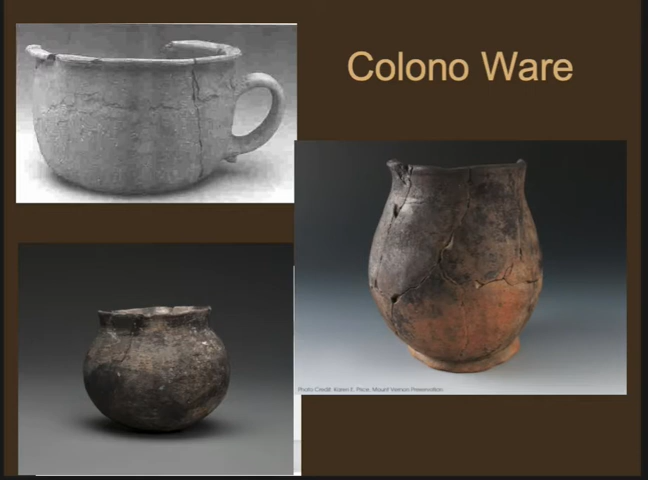 Colono Ware
Photo Credit: Karen E. Price, Mount Vernon Preservation.